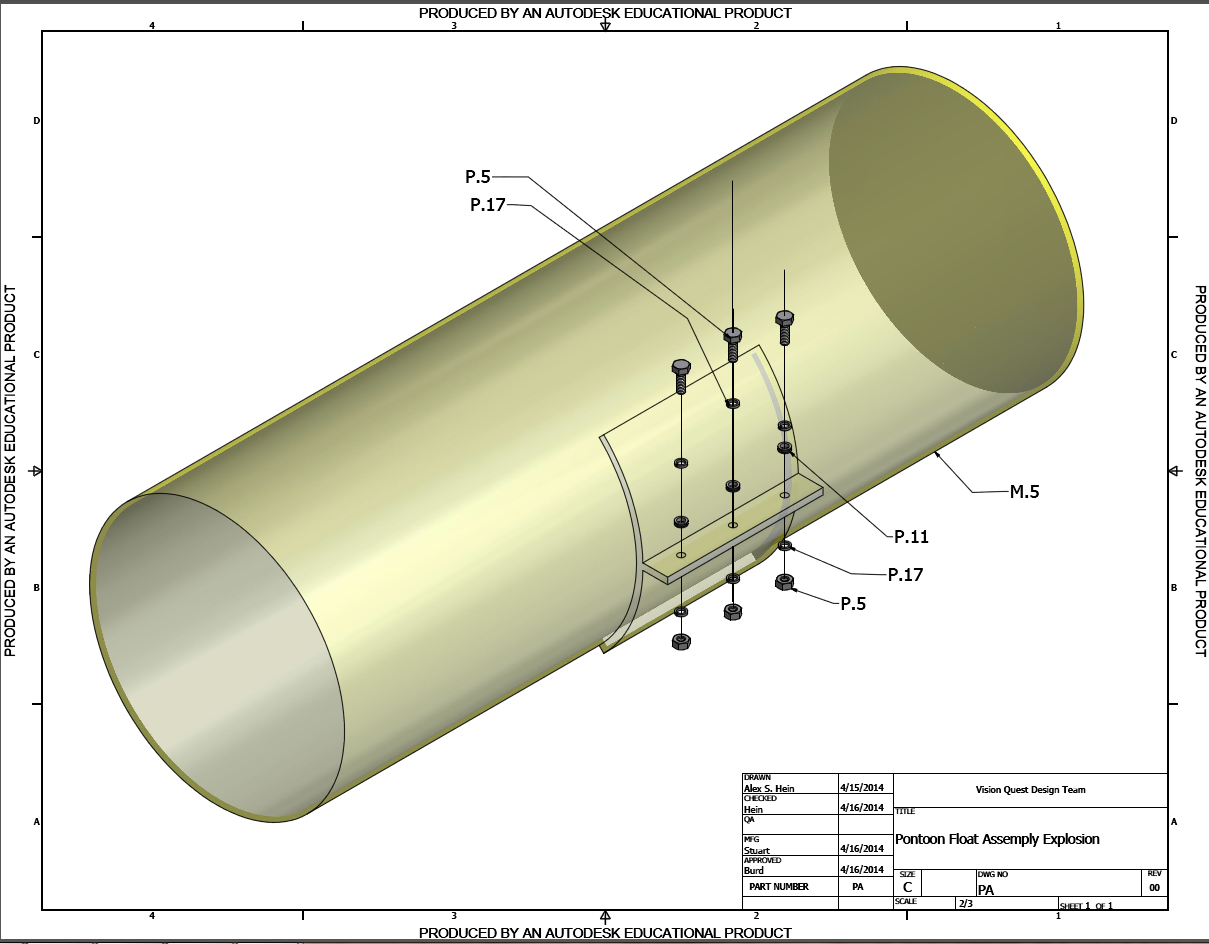 PRODUCED BY AN AUTODESK EDUCATIONAL PRODUCT
4 3 2 1
D D
P.5
P.17
PRODUCED BY AN AUTODESK EDUCATIONAL PRODUCT
PRODUCED BY AN AUTODESK EDUCATIONAL PRODUCT
C C
M.5
P.11
P.17
B B
P.5
DRAWN
Alex S. Hein 4/15/2014
Vision Quest Design Team
CHECKED
Hein 4/16/2014
TITLE
QA
Pontoon Float Assemply Explosion
MFG
Stuart 4/16/2014
APPROVED
Burd 4/16/2014
PART NUMBER PA
SIZE
C
DWG NO
PA
REV
00
SCALE 2/3
SHEET 1 OF 1
A A
4 3 2 1
PRODUCED BY AN AUTODESK EDUCATIONAL PRODUCT